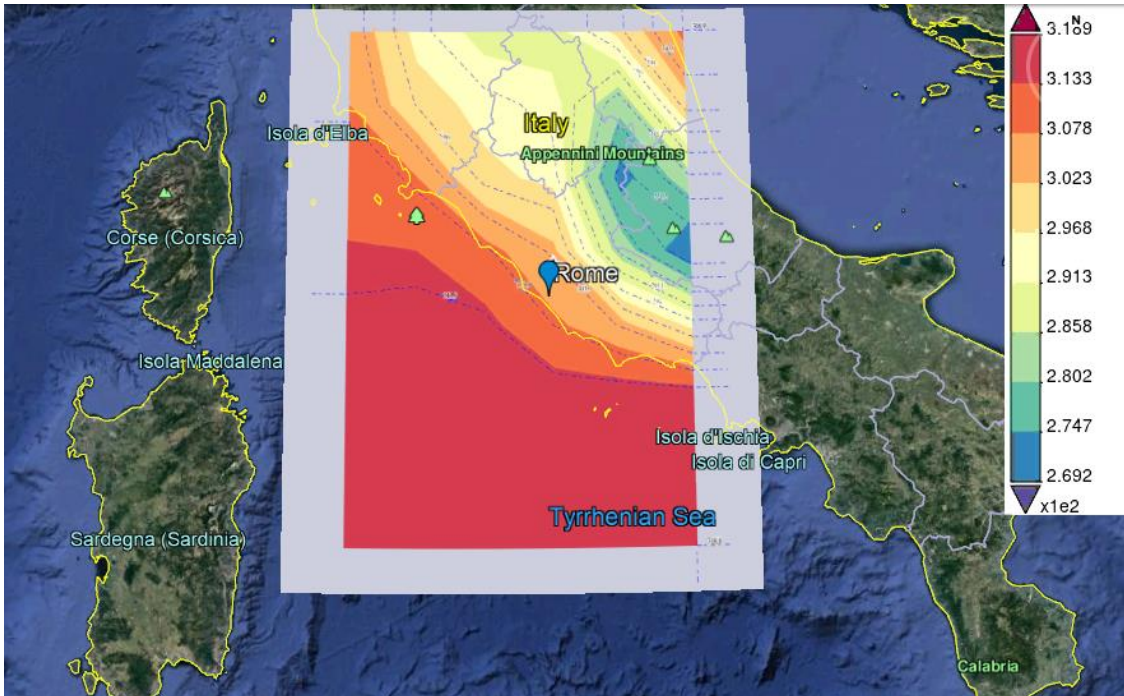 N
3.169
3.133
3.078
3.023
2.968
2.913
2.858
2.802
2.747
2.692
x1e2
Isola d'Elba
Italy
Appennini Mountains
Corse (Corsica)
Rome
Isola Maddalena
Isola d'Ischia
Isola di Capri
Tyrrhenian Sea
Sardegna (Sardinia)
Calabria